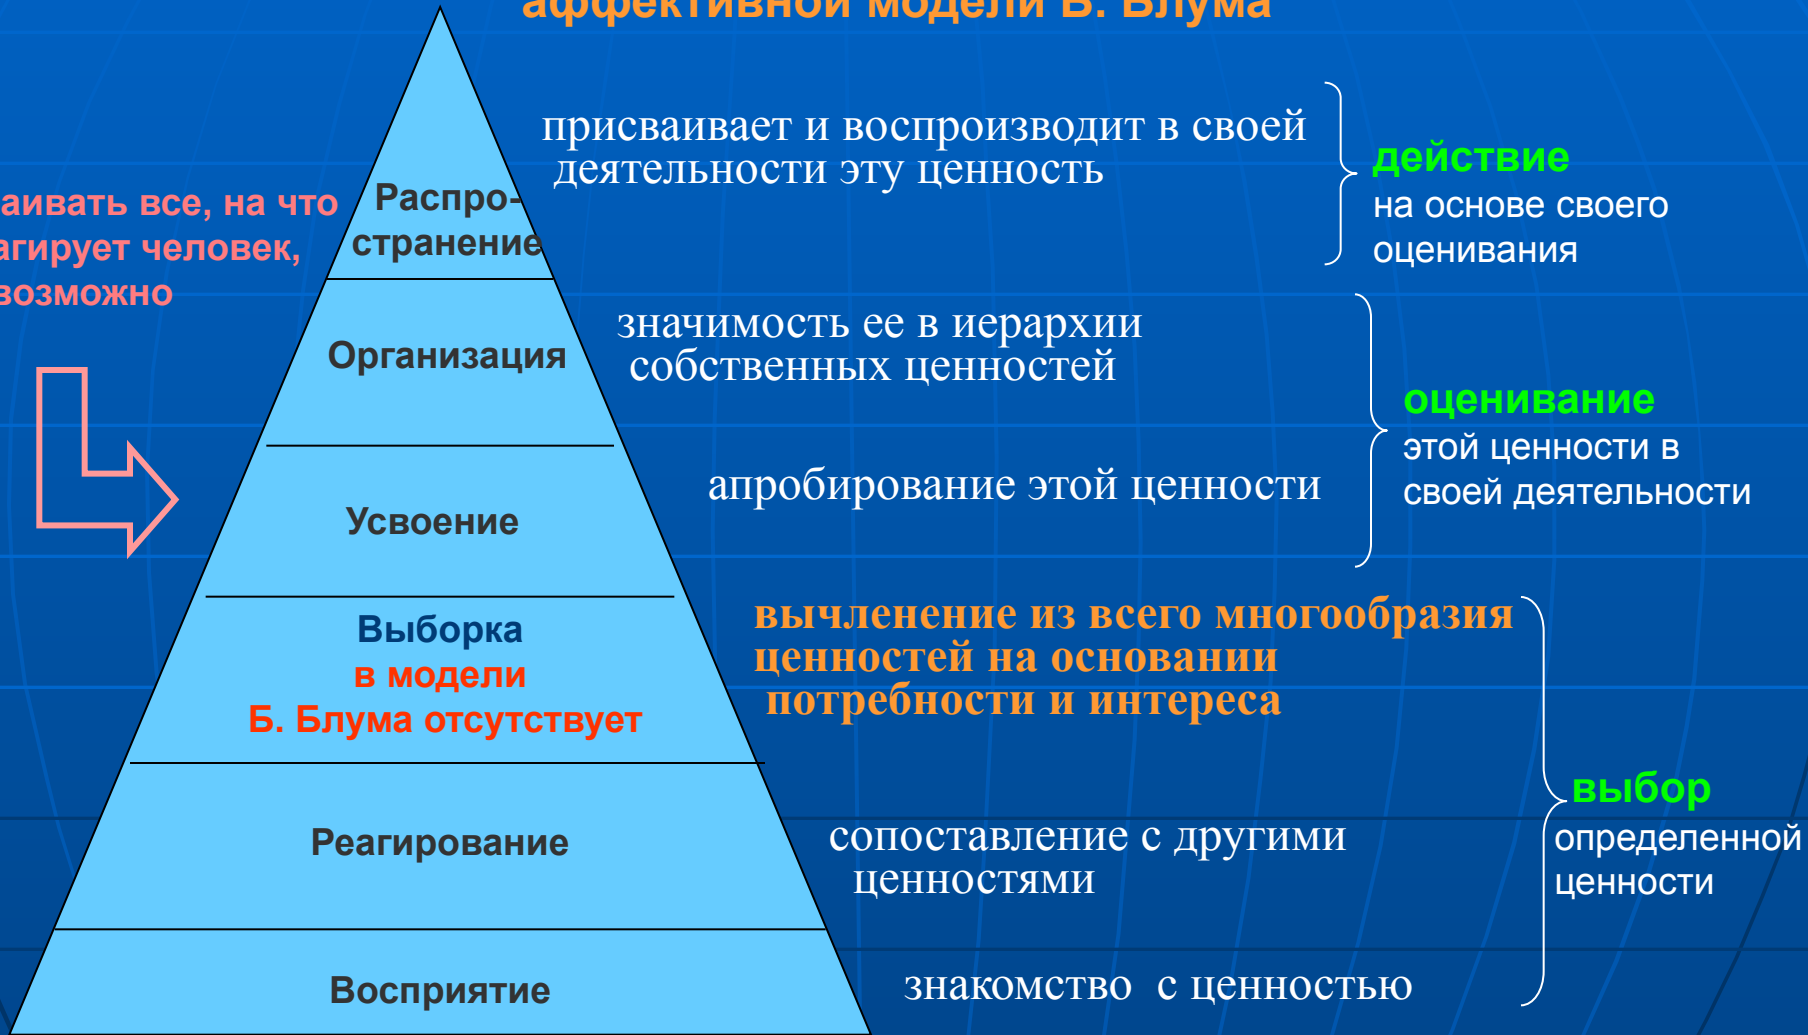 аффективной модели Б. Блума
присваивает и воспроизводит в своей
деятельности эту ценность
действие
на основе своего
оценивания
аивать все, на что
агирует человек,
возможно
Распро-
странение
значимость ее в иерархии
собственных ценностей
Организация
оценивание
этой ценности в
своей деятельности
апробирование этой ценности
Усвоение
вычленение из всего многообразия
ценностей на основании
потребности и интереса
Выборка
в модели
Б. Блума отсутствует
выбор
определенной
ценности
сопоставление с другими
ценностями
Реагирование
знакомство с ценностью
Восприятие